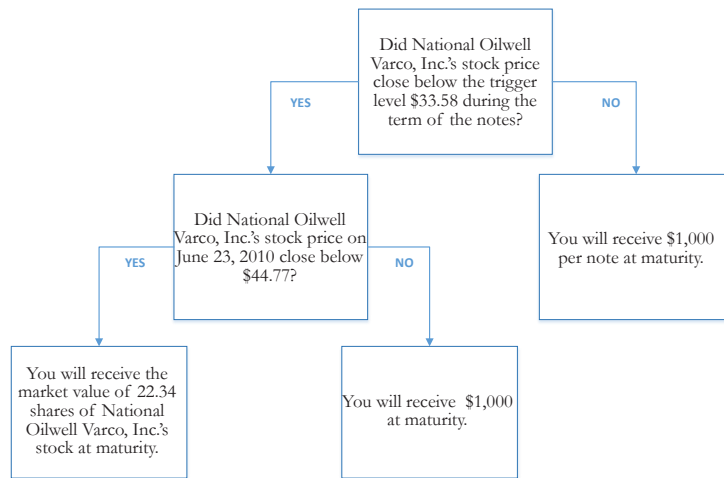 Did National Oilwell
Varco, Inc.'s stock price
close below the trigger
level $33.58 during the
term of the notes?
YES
NO
Did National Oilwell
Varco, Inc.'s stock price on
June 23, 2010 close below
$44.77?
You will receive $1,000
per note at maturity.
YES
NO
You will receive the
market value of 22.34
shares of National
Oilwell Varco, Inc.'s
stock at maturity.
You will receive  $1,000
at maturity.